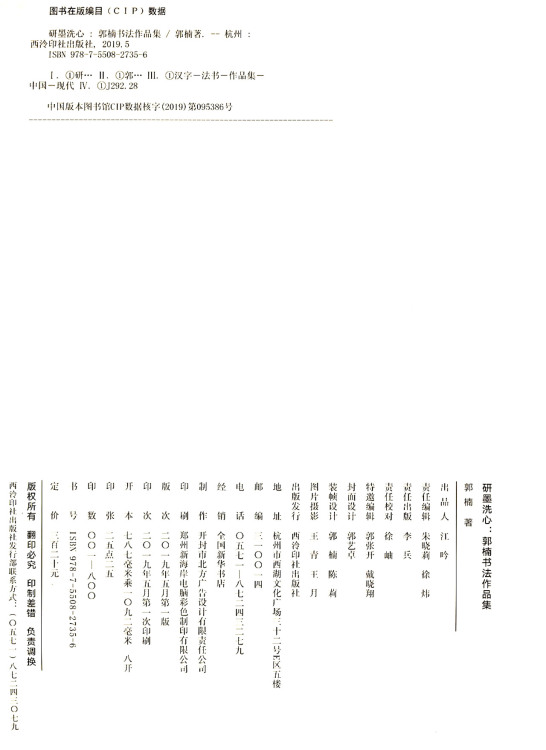 图书在版编目（CIP）数据
研墨洗心：郭楠书法作品集 / 郭楠著. -- 杭州：
西泠印社出版社, 2019.5
ISBN 978-7-5508-2735-6
Ⅰ. ①研… Ⅱ. ①郭… Ⅲ. ①汉字－法书－作品集－
中国－现代 Ⅳ. ①J292.28
中国版本图书馆CIP数据核字(2019)第095386号
研墨洗心：郭楠书法作品集
郭 楠 著
出 品 人 江 吟
责任编辑 朱晓莉 徐 炜
责任出版 李 兵
责任校对 徐 岫
特邀编辑 郭张开 戴晓翔
封面设计 郭艺卓
装帧设计 郭 楠 陈 莉
图片摄影 王 青 王 月
出版发行 西泠印社出版社
地 址 杭州市西湖文化广场三十二号E区五楼
邮 编 三一〇〇一四
电 话 〇五七一—八七二四三二七九
经 销 全国新华书店
制 作 开封市北方广告设计有限责任公司
印 刷 郑州新海岸电脑彩色制印有限公司
版 次 二〇一九年五月第一版
印 次 二〇一九年五月第一次印刷
开 本 七八七毫米乘一〇九二毫米 八开
印 张 二五点二五
印 数 〇〇一—八〇〇
书 号 ISBN 978-7-5508-2735-6
定 价 三百二十元
版权所有 翻印必究 印制差错 负责调换
西泠印社出版社发行部联系方式：（〇五七一）八七二四三〇七九